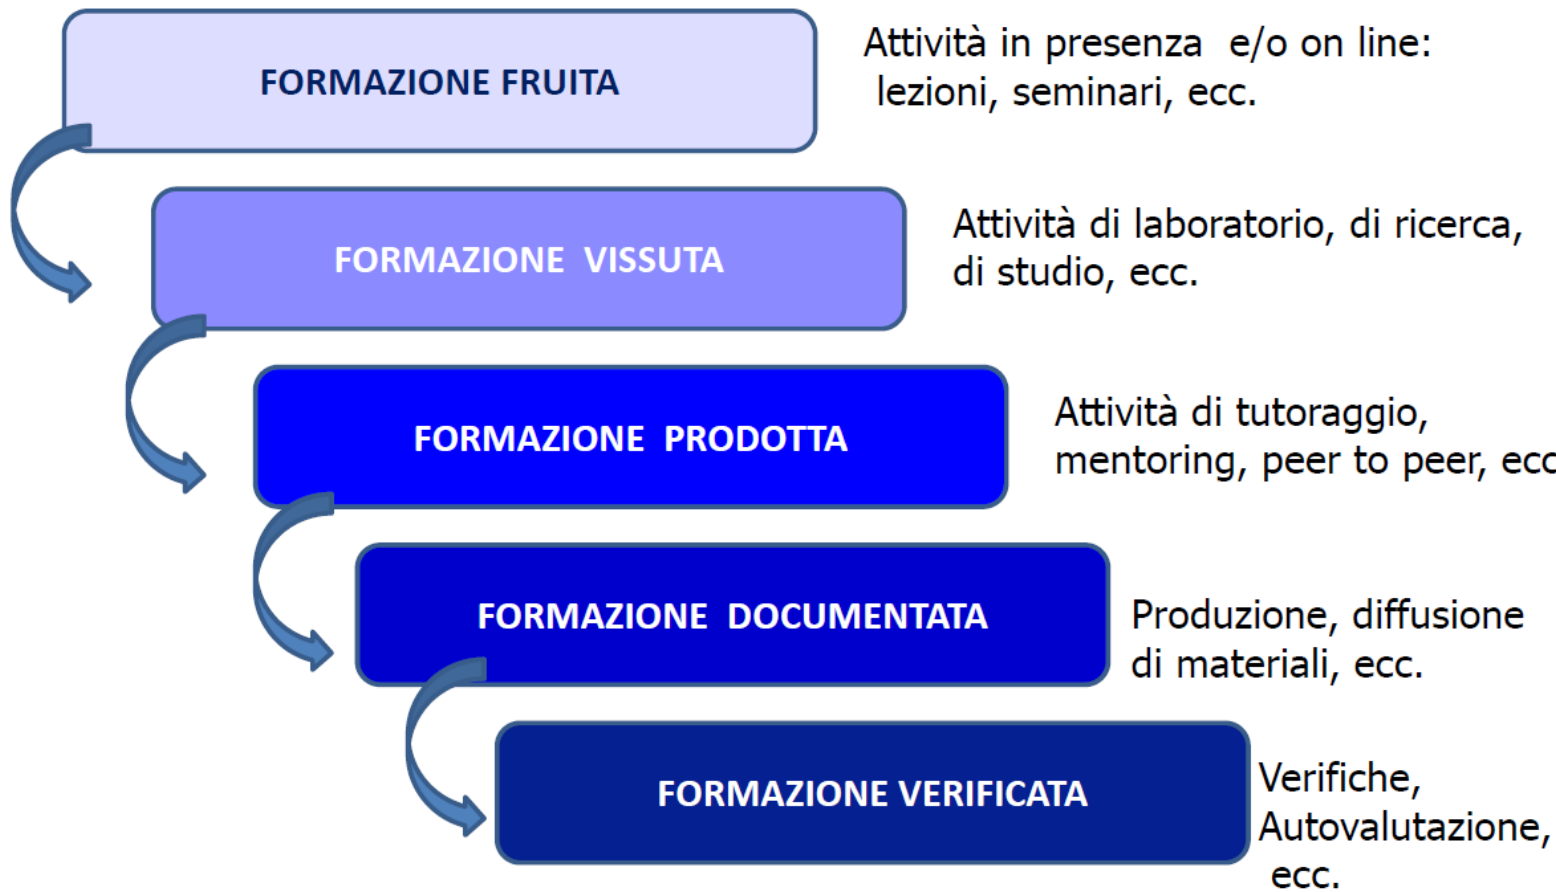 FORMAZIONE FRUITA
Attività in presenza e/o on line:
lezioni, seminari, ecc.
FORMAZIONE VISSUTA
Attività di laboratorio, di ricerca,
di studio, ecc.
FORMAZIONE PRODOTTA
Attività di tutoraggio,
mentoring, peer to peer, ecc
FORMAZIONE DOCUMENTATA
Produzione, diffusione
di materiali, ecc.
FORMAZIONE VERIFICATA
Verifiche,
Autovalutazione,
ecc.